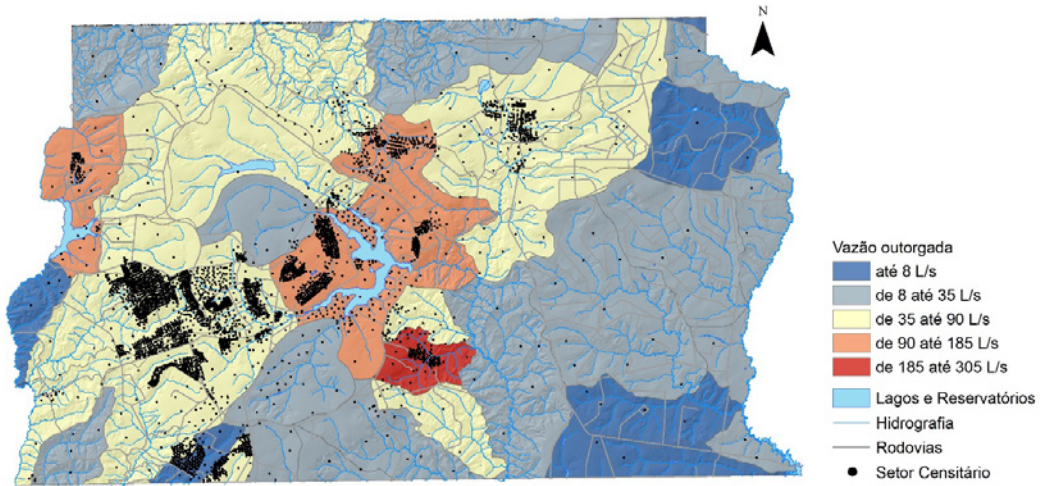 N
Vazão outorgada
até 8 L/s
de 8 até 35 L/s
de 35 até 90 L/s
de 90 até 185 L/s
de 185 até 305 L/s
Lagos e Reservatórios
Hidrografia
Rodovias
Setor Censitário